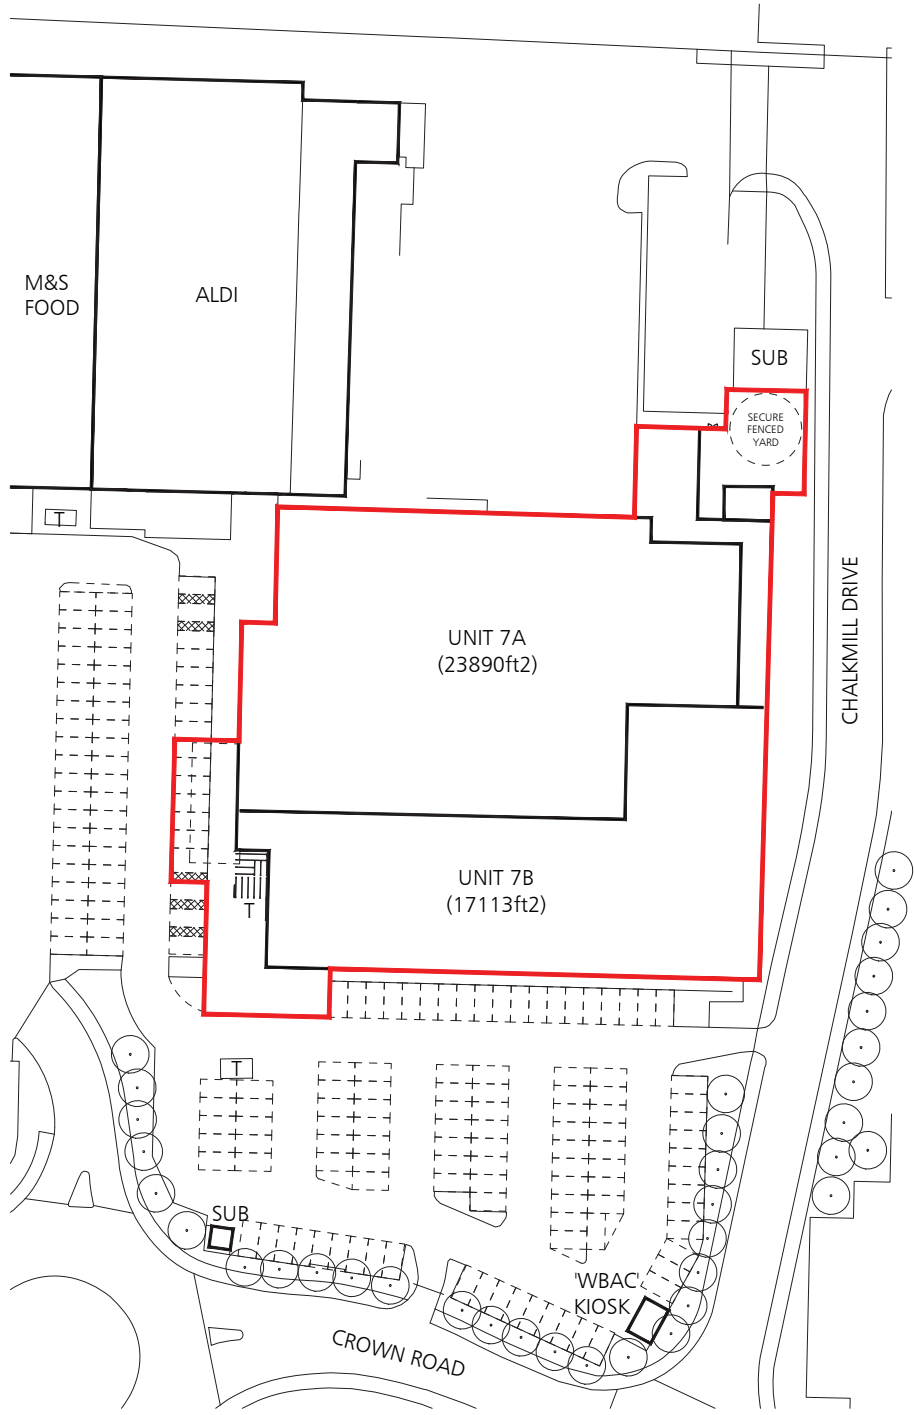 M&S
FOOD
ALDI
SUB
SECURE
FENCED
YARD
T
CHALKMILL DRIVE
UNIT 7A
(23890ft2)
UNIT 7B
(17113ft2)
T
T
SUB
'WBAC'
KIOSK
CROWN ROAD